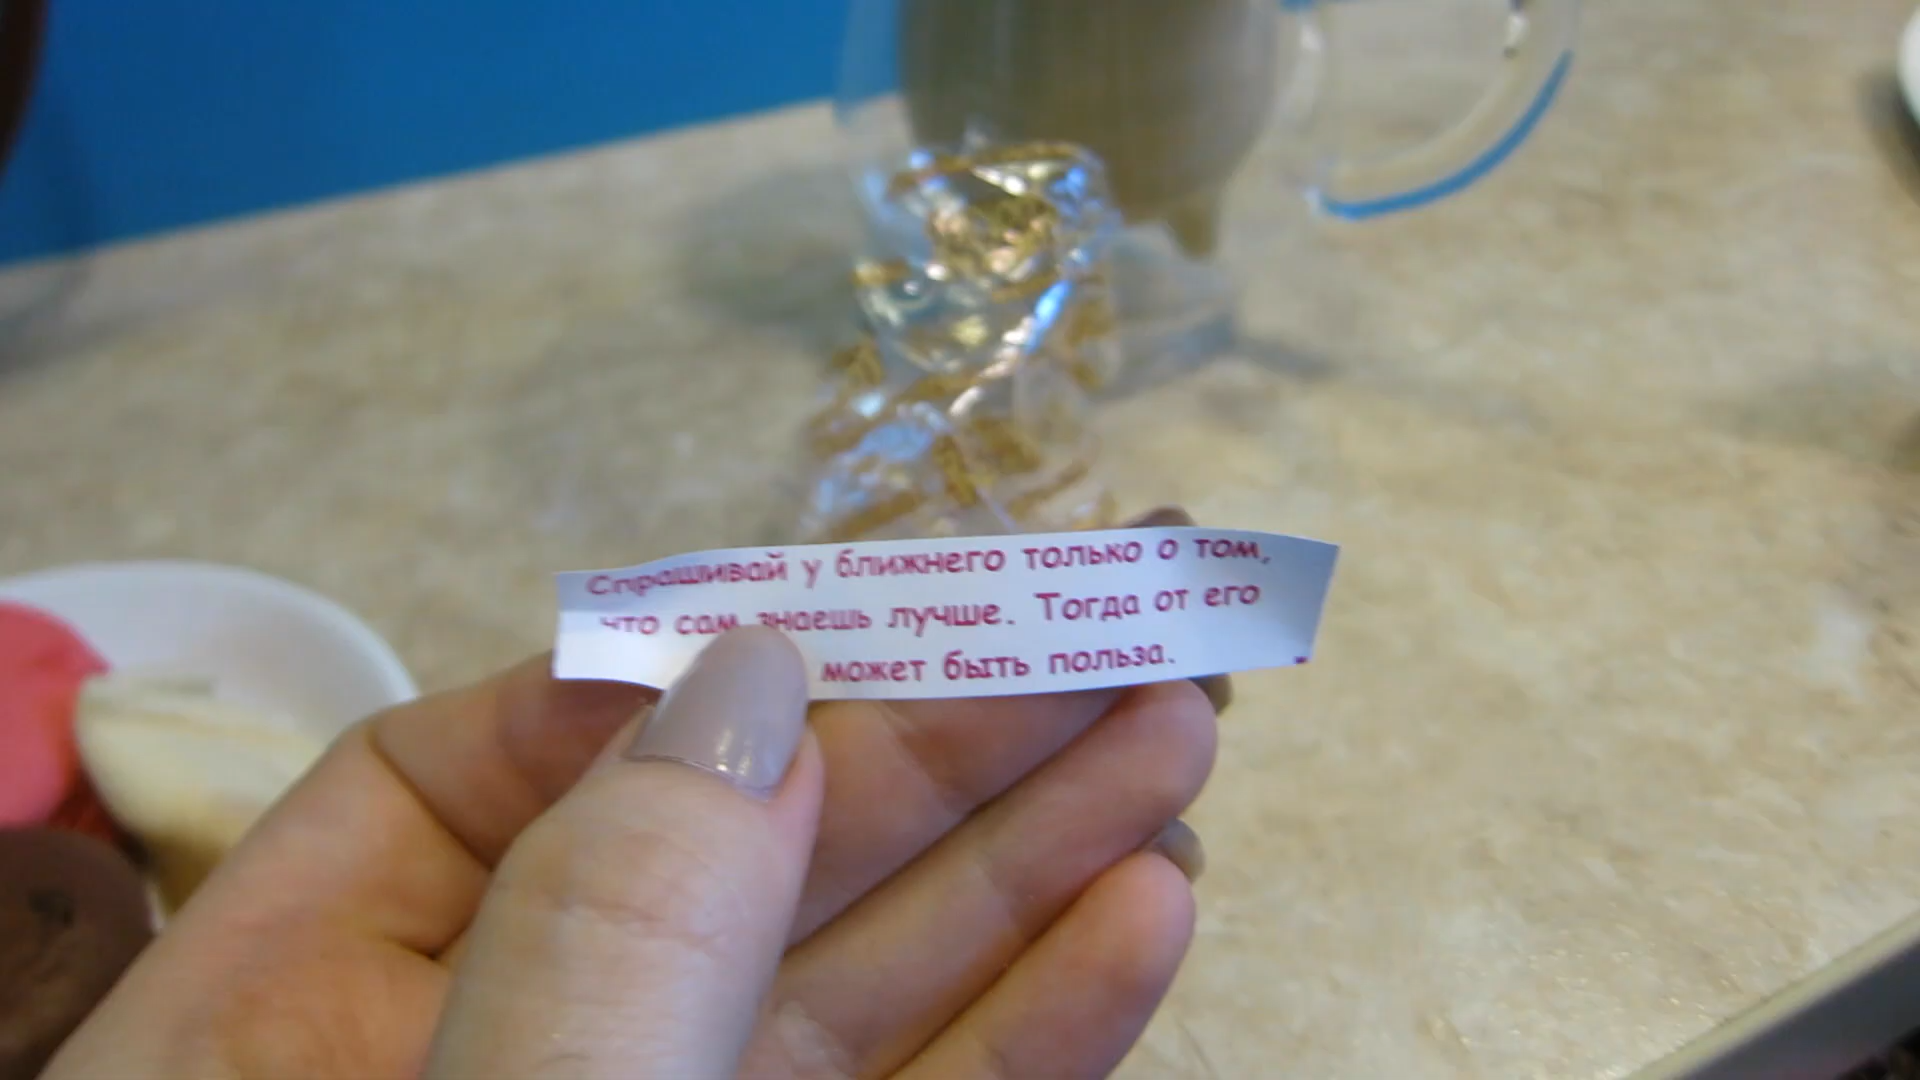 Спрашивай у ближнего только о том,
что сам знаешь лучше. Тогда от его
может быть польза.